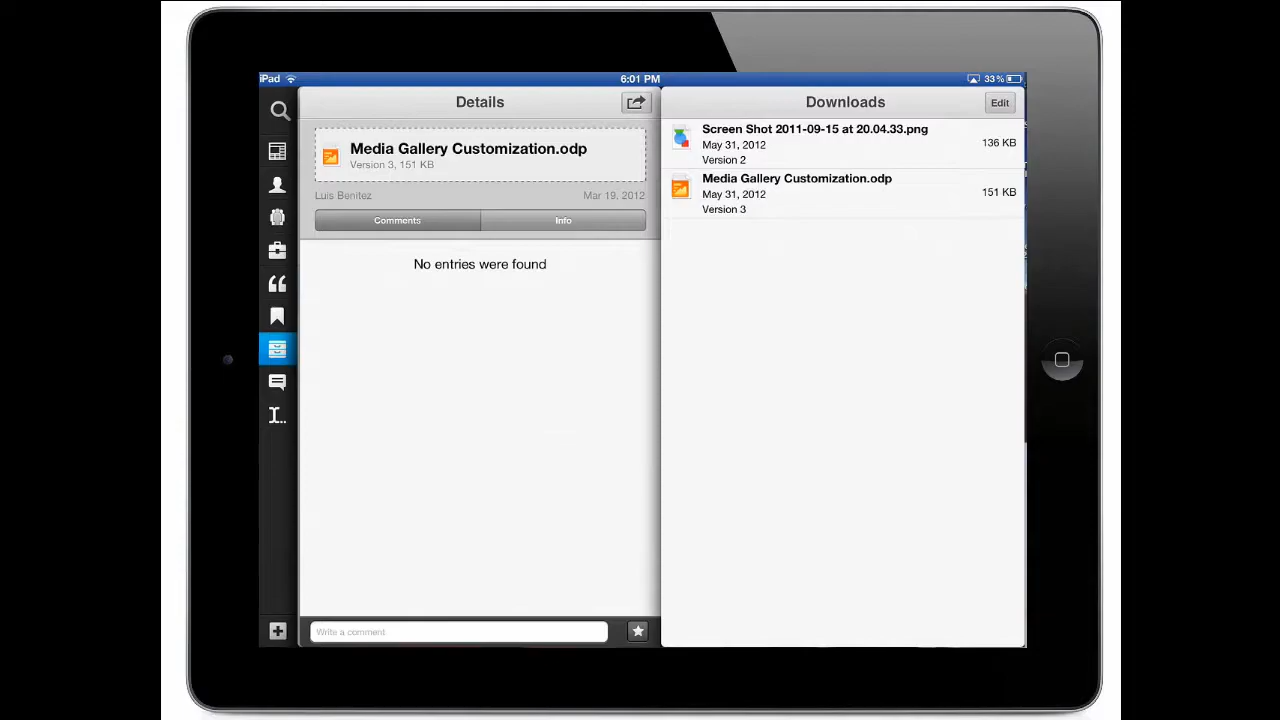 iPad
6:01 PM
33%
Details
Media Gallery Customization.odp
Version 3, 151 KB
Luis Benitez
Mar 19, 2012
Comments
Info
No entries were found
Write a comment
Downloads
Edit
Screen Shot 2011-09-15 at 20.04.33.png
May 31, 2012
136 KB
Version 2
Media Gallery Customization.odp
May 31, 2012
151 KB
Version 3